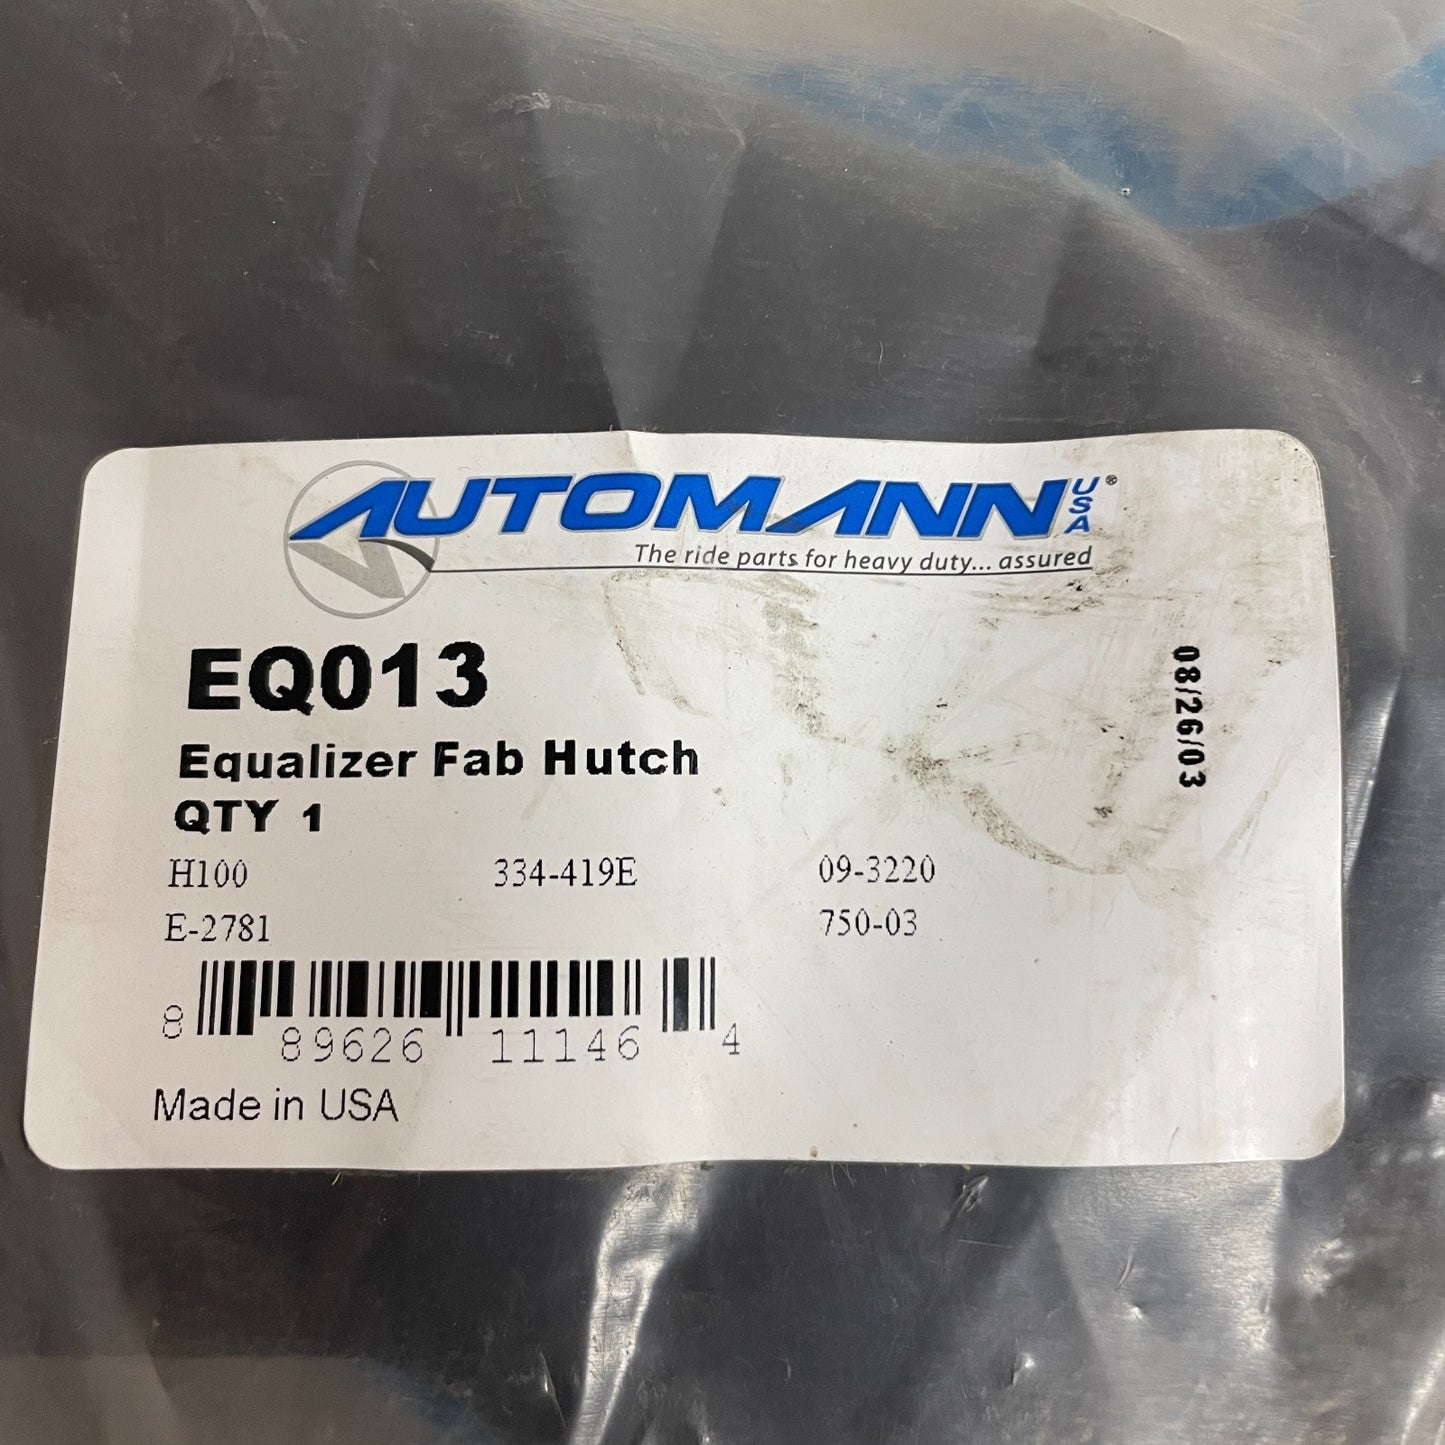 AUTOMANN USA®
The ride parts for heavy duty... assured
EQ013
Equalizer Fab Hutch
QTY 1
H100 334-419E 09-3220
E-2781 750-03
8 89626 11146 4
Made in USA
08/26/03